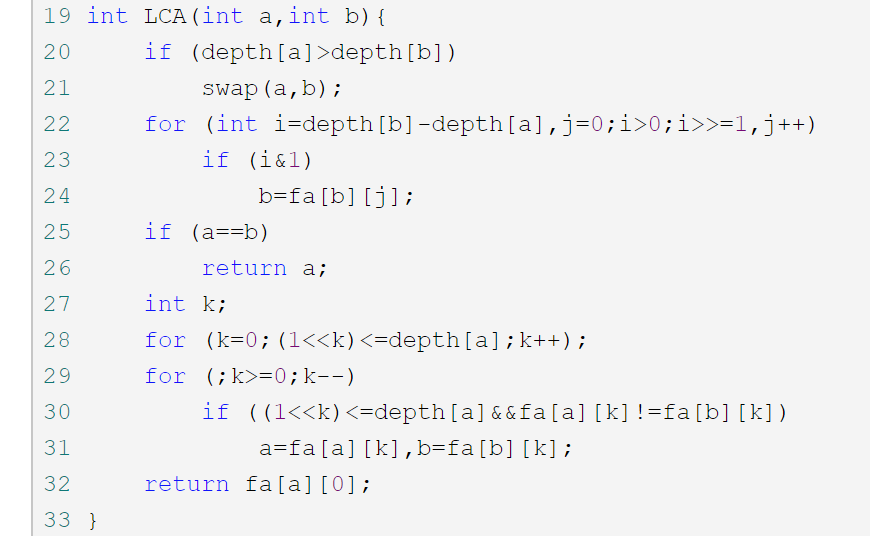 19 int LCA(int a,int b){
20     if (depth[a]>depth[b])
21         swap(a,b);
22     for (int i=depth[b]-depth[a],j=0;i>0;i>>=1,j++)
23         if (i&1)
24             b=fa[b][j];
25     if (a==b)
26         return a;
27     int k;
28     for (k=0;(1<<k)<=depth[a];k++);
29     for (;k>=0;k--)
30         if ((1<<k)<=depth[a]&&fa[a][k]!=fa[b][k])
31             a=fa[a][k],b=fa[b][k];
32     return fa[a][0];
33 }